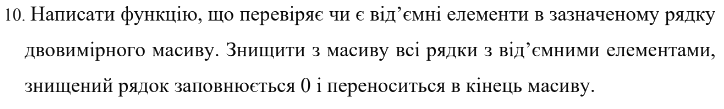 10. Написати функцію, що перевіряє чи є від’ємні елементи в зазначеному рядку
двовимірного масиву. Знищити з масиву всі рядки з від’ємними елементами,
знищений рядок заповнюється 0 і переноситься в кінець масиву.